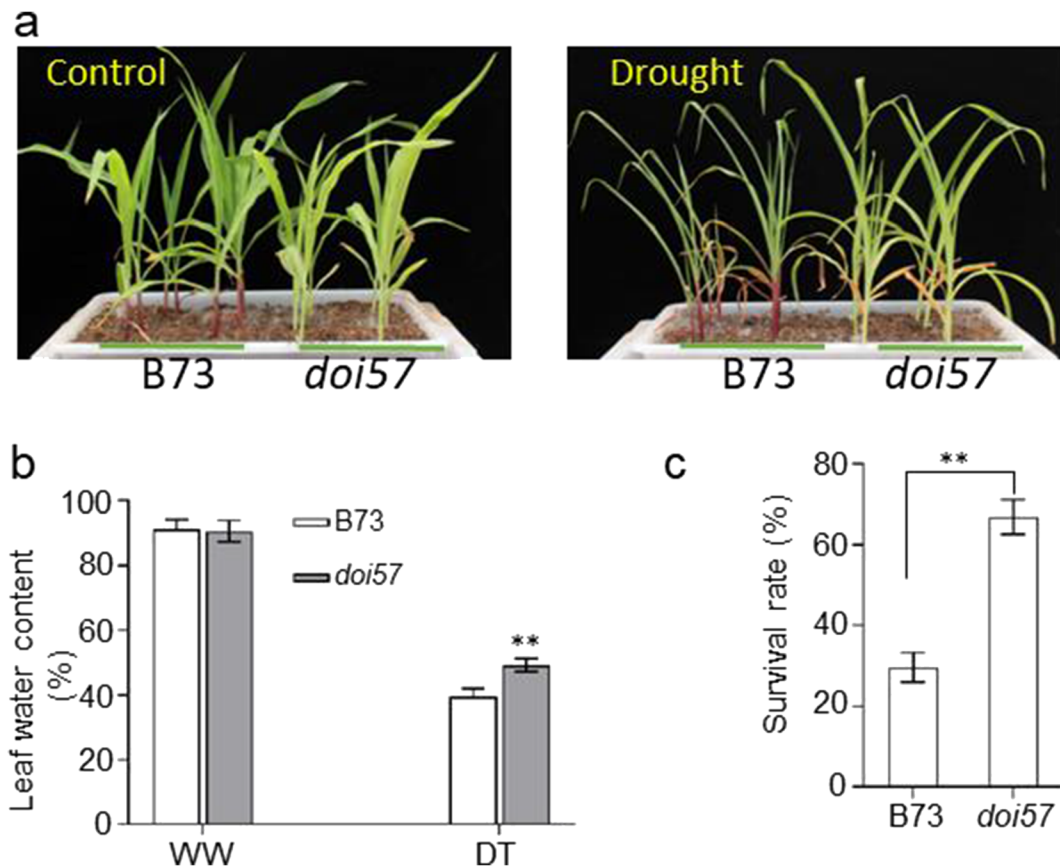 a
Control
Drought
B73
doi57
B73
doi57
b
Leaf water content
(%)
100
80
60
40
20
0
B73
doi57
**
WW
DT
c
Survival rate (%)
80
60
40
20
0
**
B73
doi57